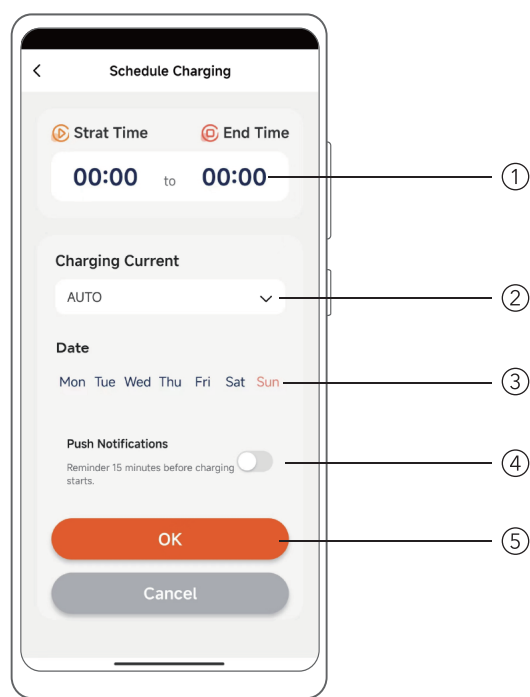 Schedule Charging
Strat Time End Time
00:00 to 00:00
①
Charging Current
AUTO
②
Date
Mon Tue Wed Thu Fri Sat Sun
③
Push Notifications
Reminder 15 minutes before charging
starts.
④
OK
⑤
Cancel